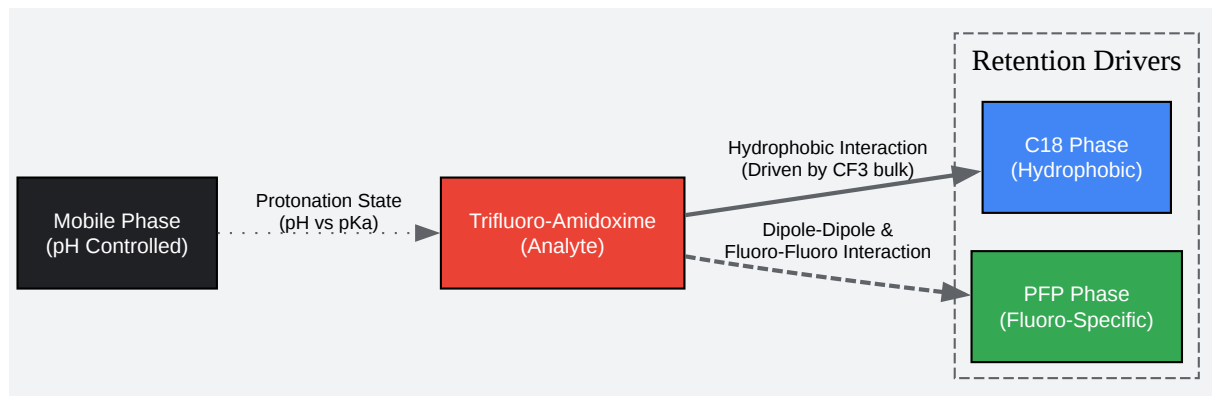 Retention Drivers
Mobile Phase
(pH Controlled)
Protonation State
(pH vs pKa)
Trifluoro-Amidoxime
(Analyte)
Hydrophobic Interaction
(Driven by CF3 bulk)
Dipole-Dipole &
Fluoro-Fluoro Interaction
C18 Phase
(Hydrophobic)
PFP Phase
(Fluoro-Specific)